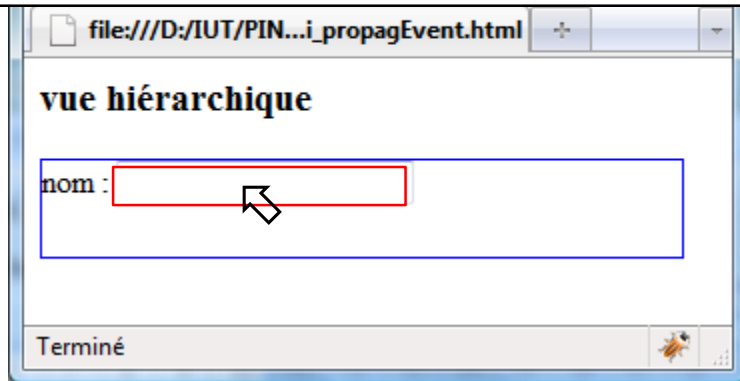 file:///D:/IUT/PIN...i_propagEvent.html
vue hiérarchique
nom :
Terminé